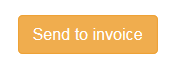 Send to invoice